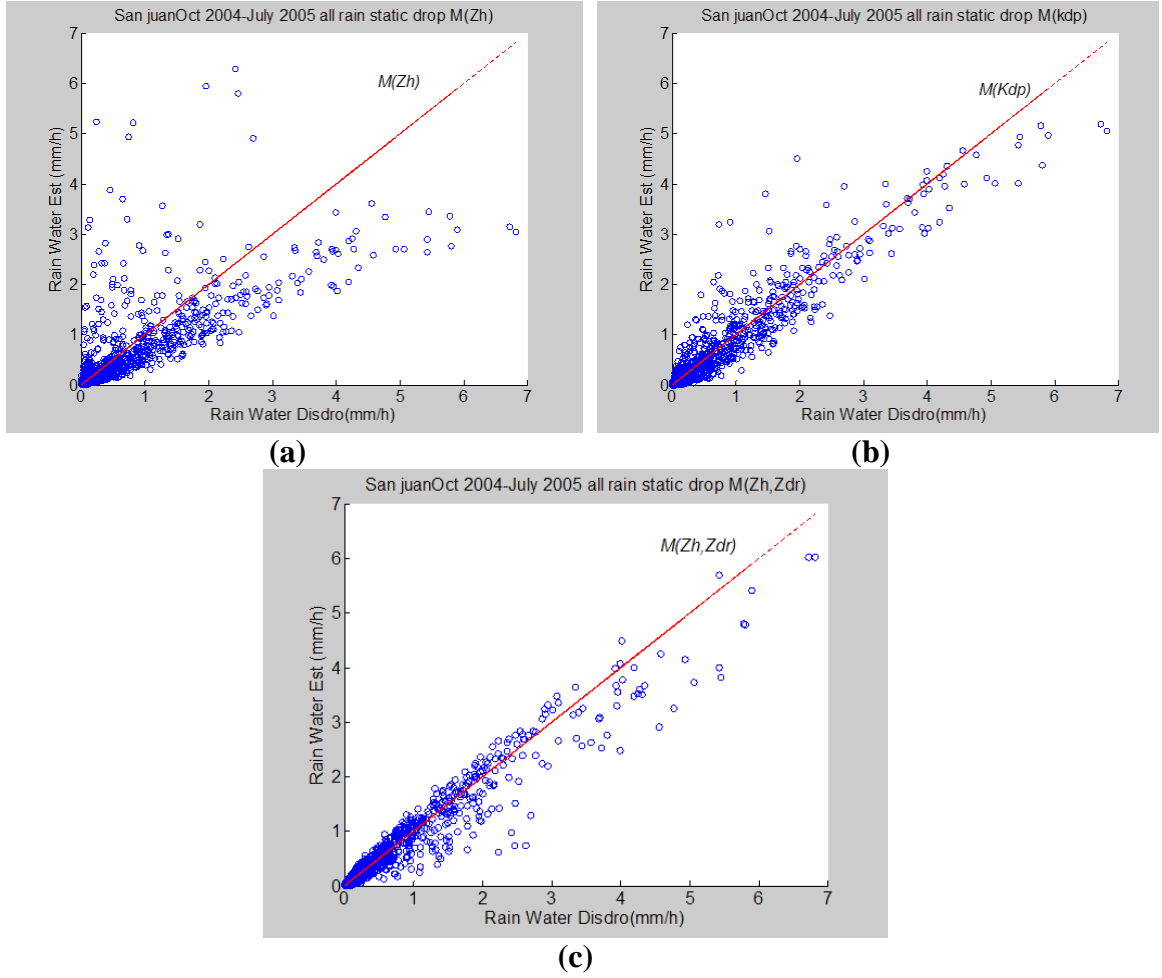 San juanOct 2004-July 2005 all rain static drop M(Zh)
7
6
5
4
3
2
1
0
Rain Water Est (mm/h)
M(Zh)
0 1 2 3 4 5 6 7
Rain Water Disdro(mm/h)
(a)
San juanOct 2004-July 2005 all rain static drop M(kdp)
7
6
5
4
3
2
1
0
Rain Water Est (mm/h)
M(Kdp)
0 1 2 3 4 5 6 7
Rain Water Disdro(mm/h)
(b)
San juanOct 2004-July 2005 all rain static drop M(Zh,Zdr)
7
6
5
4
3
2
1
0
Rain Water Est (mm/h)
M(Zh,Zdr)
0 1 2 3 4 5 6 7
Rain Water Disdro(mm/h)
(c)